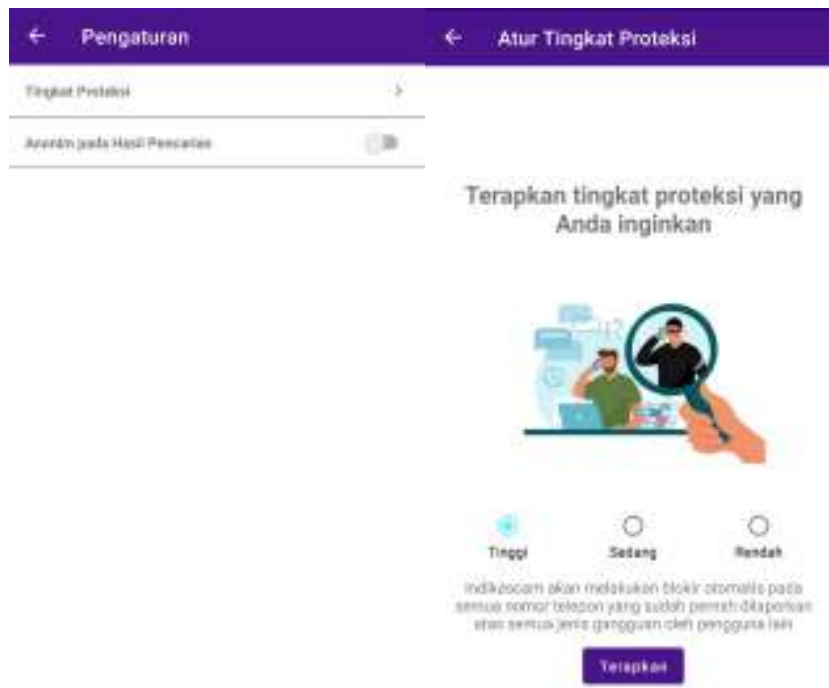 Pengaturan
Tingkat Proteksi
Anonim pada Hasil Pencarian
Atur Tingkat Proteksi
Terapkan tingkat proteksi yang
Anda inginkan
Tinggi
Sedang
Rendah
Indikascam akan melakukan blokir otomatis pada
semua nomor telepon yang sudah pernah dilaporkan
atas semua jenis gangguan oleh pengguna lain
Terapkan